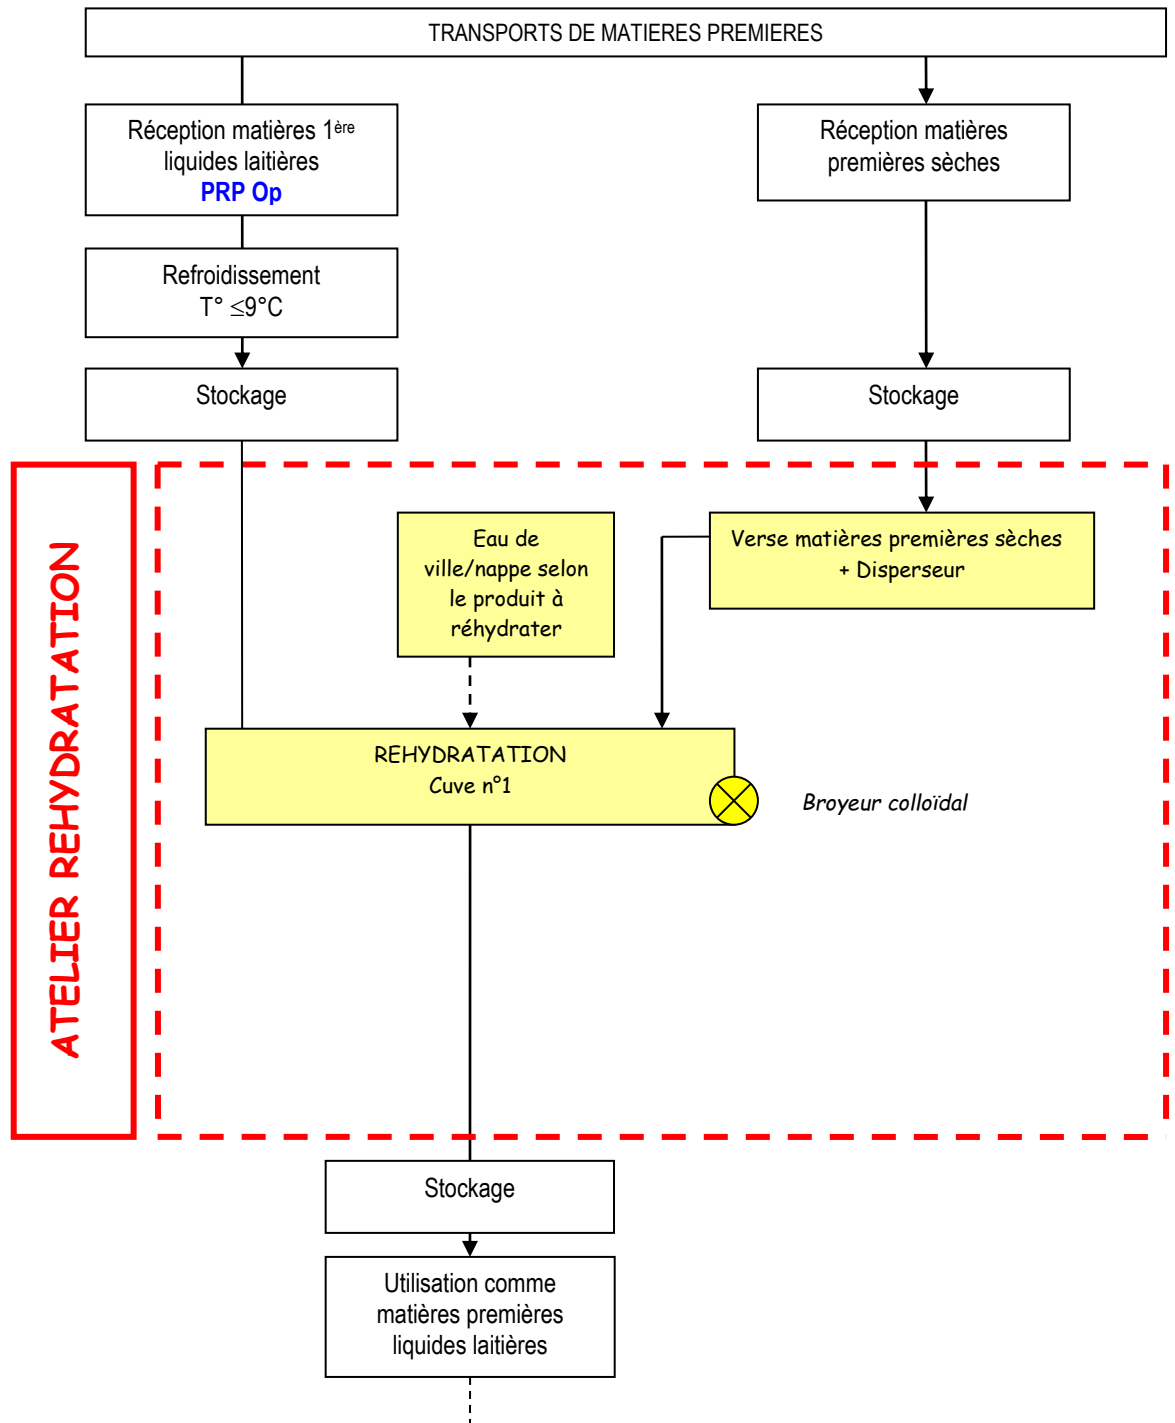 TRANSPORTS DE MATIERES PREMIERES
Réception matières 1ère
liquides laitières
PRP Op
Réception matières
premières sèches
Refroidissement
T° ≤9°C
Stockage
Stockage
ATELIER REHYDRATATION
Eau de
ville/nappe selon
le produit à
réhydrater
Verse matières premières sèches
+ Disperseur
REHYDRATATION
Cuve n°1
Broyeur colloïdal
Stockage
Utilisation comme
matières premières
liquides laitières